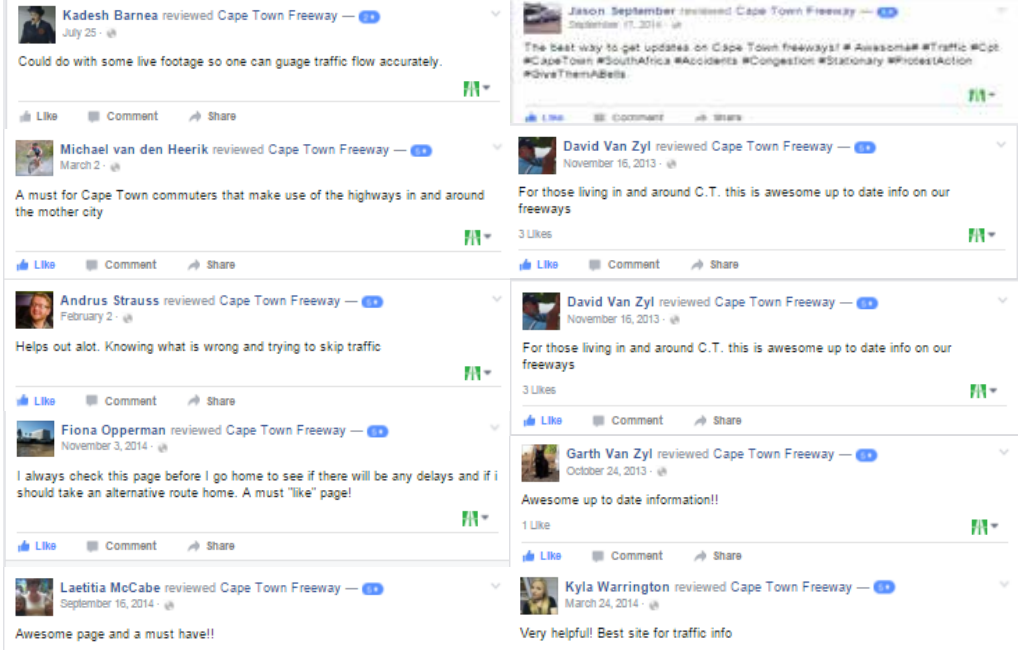 Kadesh Barnea reviewed Cape Town Freeway —
July 25 ·
Could do with some live footage so one can guage traffic flow accurately.
Like Comment Share
Michael van den Heerik reviewed Cape Town Freeway — 5★
March 2 ·
A must for Cape Town commuters that make use of the highways in and around
the mother city
Like Comment Share
Andrus Strauss reviewed Cape Town Freeway — 5★
February 2 ·
Helps out alot. Knowing what is wrong and trying to skip traffic
Like Comment Share
Fiona Opperman reviewed Cape Town Freeway — 5★
November 3, 2014 ·
I always check this page before I go home to see if there will be any delays and if i
should take an alternative route home. A must "like" page!
Like Comment Share
Laetitia McCabe reviewed Cape Town Freeway — 5★
September 16, 2014 ·
Awesome page and a must have!!
Jason September reviewed Cape Town Freeway — 5★
September 17, 2014 ·
The best way to get updates on Cape Town freeways! # Awesome# #Traffic #Cpt
#CapeTown #SouthAfrica #Accidents #Congestion #Stationary #ProtestAction
#GiveThemABells
Like Comment Share
David Van Zyl reviewed Cape Town Freeway — 5★
November 16, 2013 ·
For those living in and around C.T. this is awesome up to date info on our
freeways
3 Likes
Like Comment Share
David Van Zyl reviewed Cape Town Freeway — 5★
November 16, 2013 ·
For those living in and around C.T. this is awesome up to date info on our
freeways
3 Likes
Like Comment Share
Garth Van Zyl reviewed Cape Town Freeway — 5★
October 24, 2013 ·
Awesome up to date information!!
1 Like
Like Comment Share
Kyla Warrington reviewed Cape Town Freeway — 5★
March 24, 2014 ·
Very helpful! Best site for traffic info